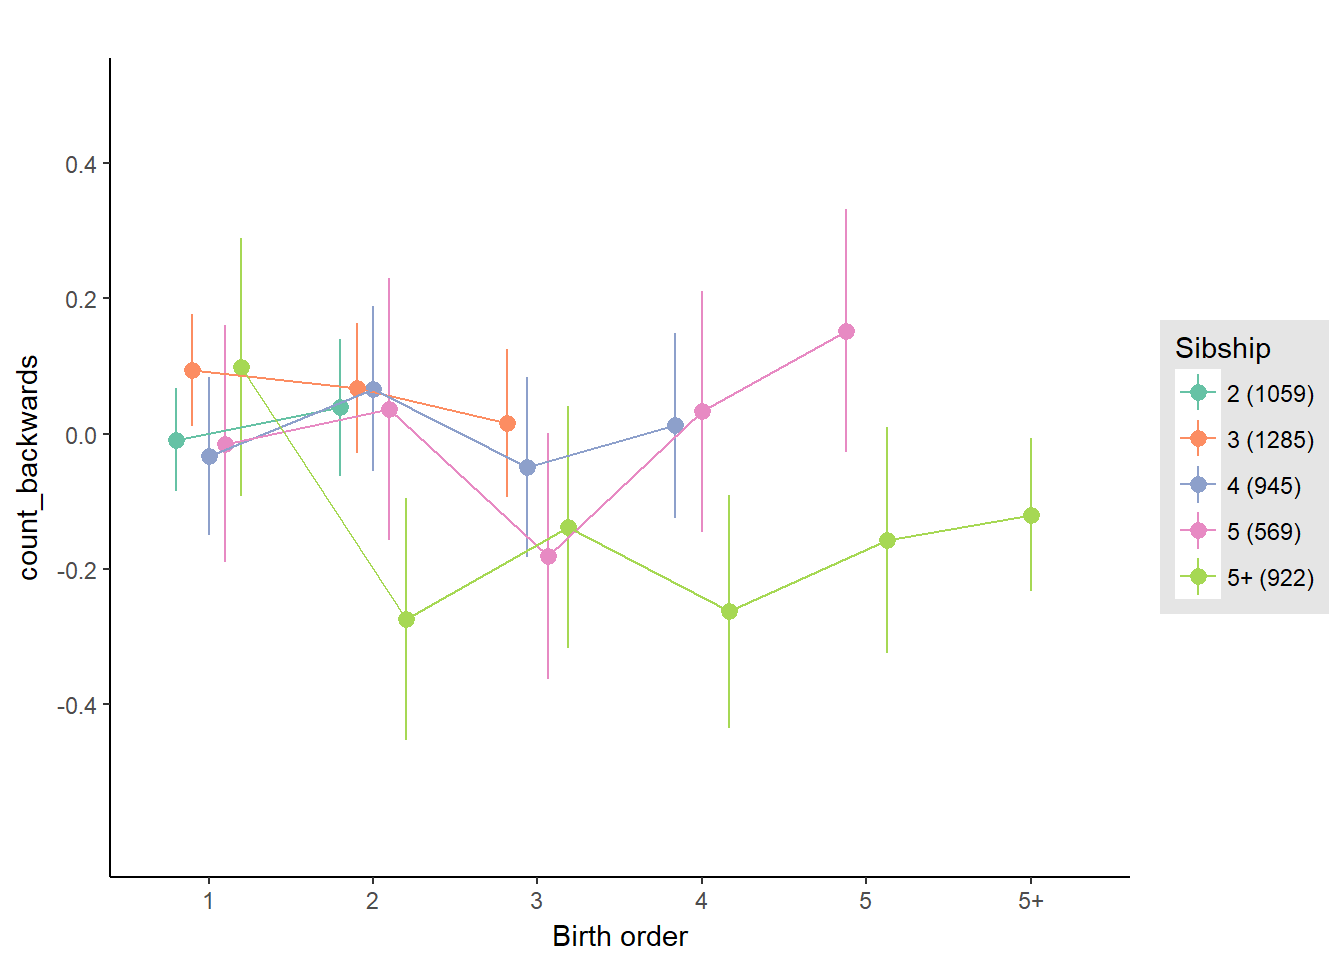 0.4
0.2
0.0
-0.2
-0.4
count_backwards
1 2 3 4 5 5+
Birth order
Sibship
2 (1059)
3 (1285)
4 (945)
5 (569)
5+ (922)